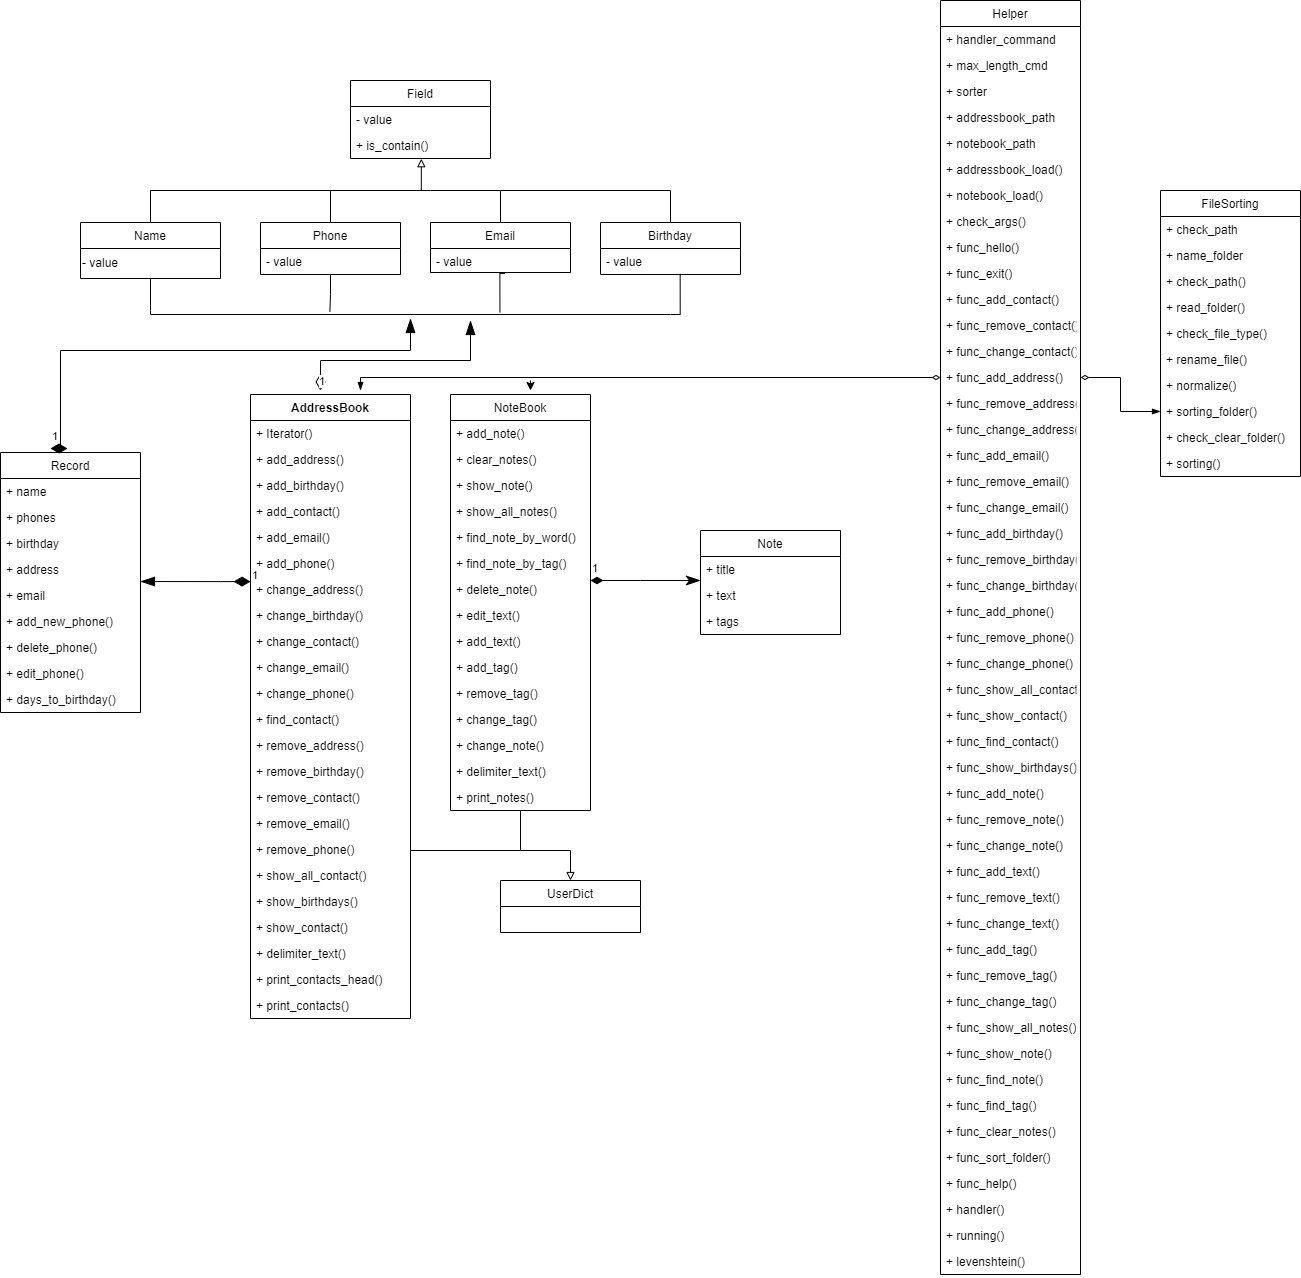 Field
- value
+ is_contain()
Name
- value
Phone
- value
Email
- value
Birthday
- value
1
Record
+ name
+ phones
+ birthday
+ address
+ email
+ add_new_phone()
+ delete_phone()
+ edit_phone()
+ days_to_birthday()
1
AddressBook
+ Iterator()
+ add_address()
+ add_birthday()
+ add_contact()
+ add_email()
+ add_phone()
1
+ change_address()
+ change_birthday()
+ change_contact()
+ change_email()
+ change_phone()
+ find_contact()
+ remove_address()
+ remove_birthday()
+ remove_contact()
+ remove_email()
+ remove_phone()
+ show_all_contact()
+ show_birthdays()
+ show_contact()
+ delimiter_text()
+ print_contacts_head()
+ print_contacts()
NoteBook
+ add_note()
+ clear_notes()
+ show_note()
+ show_all_notes()
+ find_note_by_word()
+ find_note_by_tag()
+ delete_note()
+ edit_text()
+ add_text()
+ add_tag()
+ remove_tag()
+ change_tag()
+ change_note()
+ delimiter_text()
+ print_notes()
1
Note
+ title
+ text
+ tags
UserDict
Helper
+ handler_command
+ max_length_cmd
+ sorter
+ addressbook_path
+ notebook_path
+ addressbook_load()
+ notebook_load()
+ check_args()
+ func_hello()
+ func_exit()
+ func_add_contact()
+ func_remove_contact(
+ func_change_contact(
+ func_add_address()
+ func_remove_address(
+ func_change_address(
+ func_add_email()
+ func_remove_email()
+ func_change_email()
+ func_add_birthday()
+ func_remove_birthday(
+ func_change_birthday(
+ func_add_phone()
+ func_remove_phone()
+ func_change_phone()
+ func_show_all_contact
+ func_show_contact()
+ func_find_contact()
+ func_show_birthdays()
+ func_add_note()
+ func_remove_note()
+ func_change_note()
+ func_add_text()
+ func_remove_text()
+ func_change_text()
+ func_add_tag()
+ func_remove_tag()
+ func_change_tag()
+ func_show_all_notes()
+ func_show_note()
+ func_find_note()
+ func_find_tag()
+ func_clear_notes()
+ func_sort_folder()
+ func_help()
+ handler()
+ running()
+ levenshtein()
FileSorting
+ check_path
+ name_folder
+ check_path()
+ read_folder()
+ check_file_type()
+ rename_file()
+ normalize()
+ sorting_folder()
+ check_clear_folder()
+ sorting()